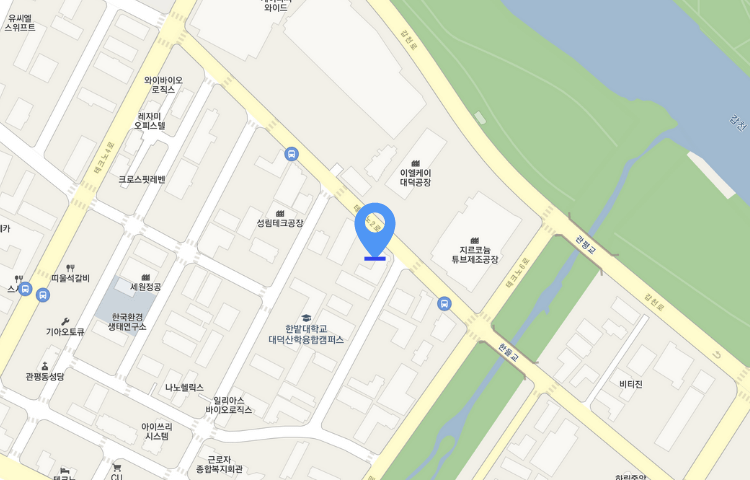 와이드
유씨엘
스위프트
갑천로
와이바이오
로직스
레자미
오피스텔
갑천
테크노4로
이엘케이
대덕공장
크로스핏레벤
성림테크공장
관평교
지르코늄
튜브제조공장
테크노6로
띠울석갈비
세원정공
갑천로
한국환경
생태연구소
기아오토큐
한밭대학교
대덕산학융합캠퍼스
한울교
관평동성당
나노헬릭스
비티진
일리아스
바이오로직스
아이쓰리
시스템
근로자
종합복지회관
CU